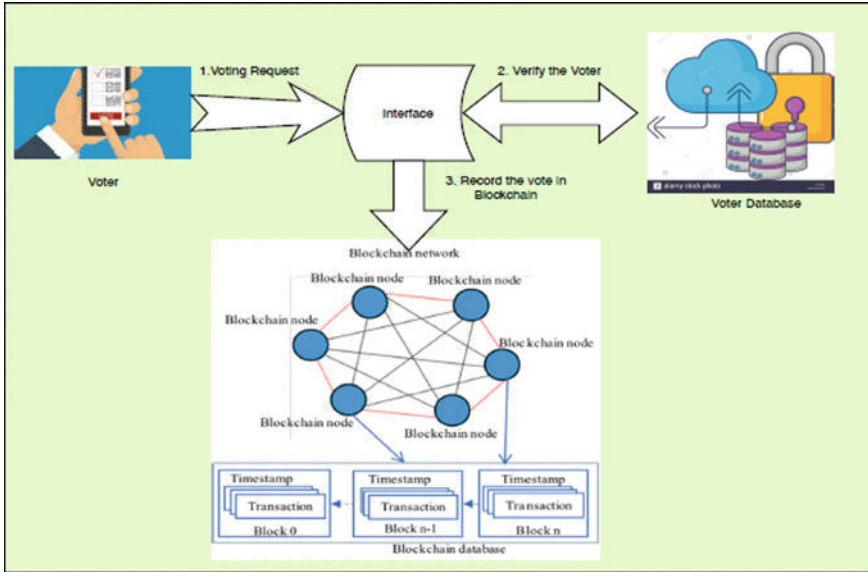 1.Voting Request
2. Verify the Voter
Interface
Voter
3. Record the vote in
Blockchain
alamy stock photo
Voter Database
Blockchain network
Blockchain node
Blockchain node
Blockchain node
Blockchain node
Blockchain node
Blockchain node
Timestamp
Timestamp
Timestamp
Transaction
Transaction
Transaction
Block 0
Block n-1
Block n
Blockchain database